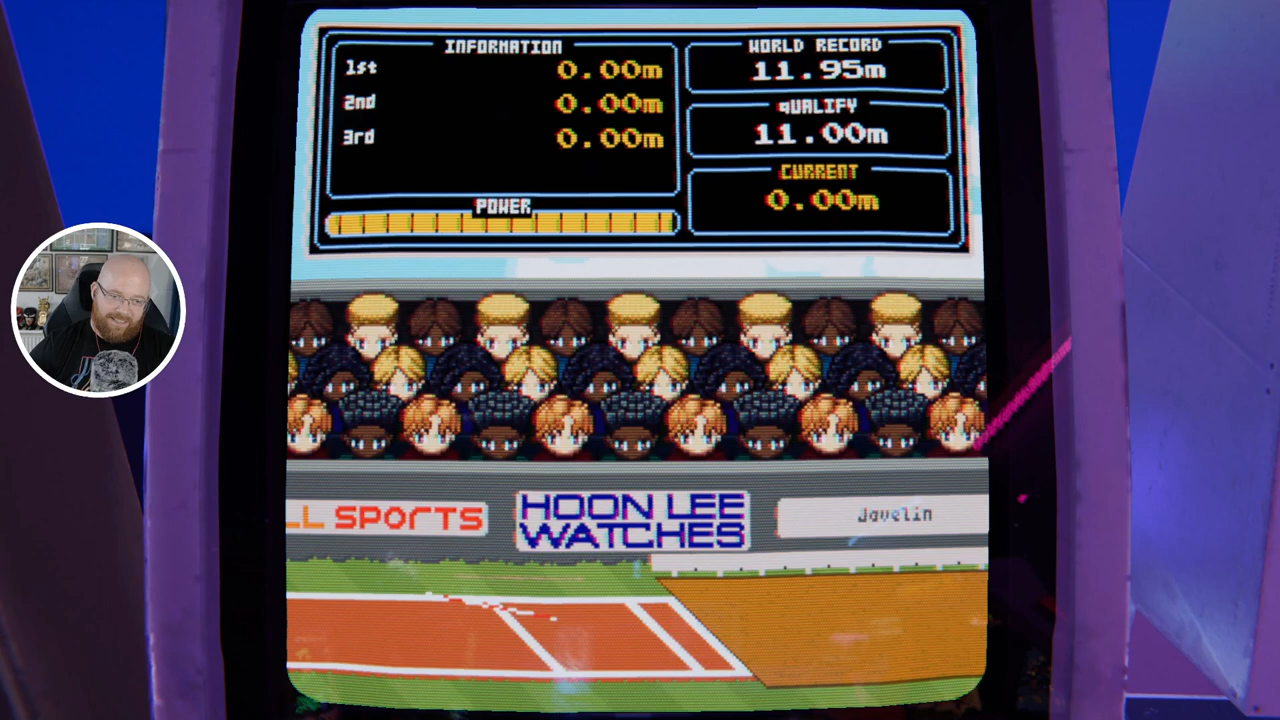 INFORMATION
1st 0.00m
2nd 0.00m
3rd 0.00m
POWER
WORLD RECORD
11.95m
qUALIFY
11.00m
CURRENT
0.00m
LL SPORTS
HOON LEE
WATCHES
Javelin